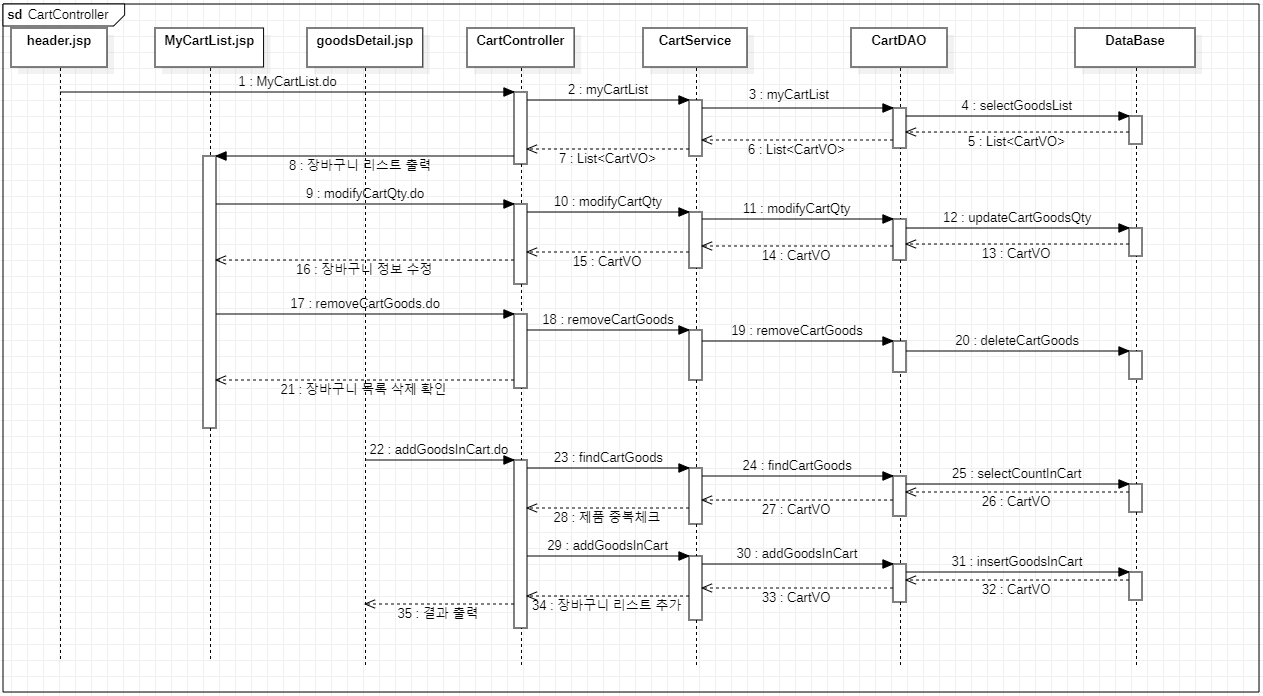 sd CartController
header.jsp
MyCartList.jsp
goodsDetail.jsp
CartController
CartService
CartDAO
DataBase
1 : MyCartList.do
2 : myCartList
3 : myCartList
4 : selectGoodsList
5 : List<CartVO>
6 : List<CartVO>
7 : List<CartVO>
8 : 장바구니 리스트 출력
9 : modifyCartQty.do
10 : modifyCartQty
11 : modifyCartQty
12 : updateCartGoodsQty
13 : CartVO
14 : CartVO
15 : CartVO
16 : 장바구니 정보 수정
17 : removeCartGoods.do
18 : removeCartGoods
19 : removeCartGoods
20 : deleteCartGoods
21 : 장바구니 목록 삭제 확인
22 : addGoodsInCart.do
23 : findCartGoods
24 : findCartGoods
25 : selectCountInCart
26 : CartVO
27 : CartVO
28 : 제품 중복체크
29 : addGoodsInCart
30 : addGoodsInCart
31 : insertGoodsInCart
32 : CartVO
33 : CartVO
34 : 장바구니 리스트 추가
35 : 결과 출력